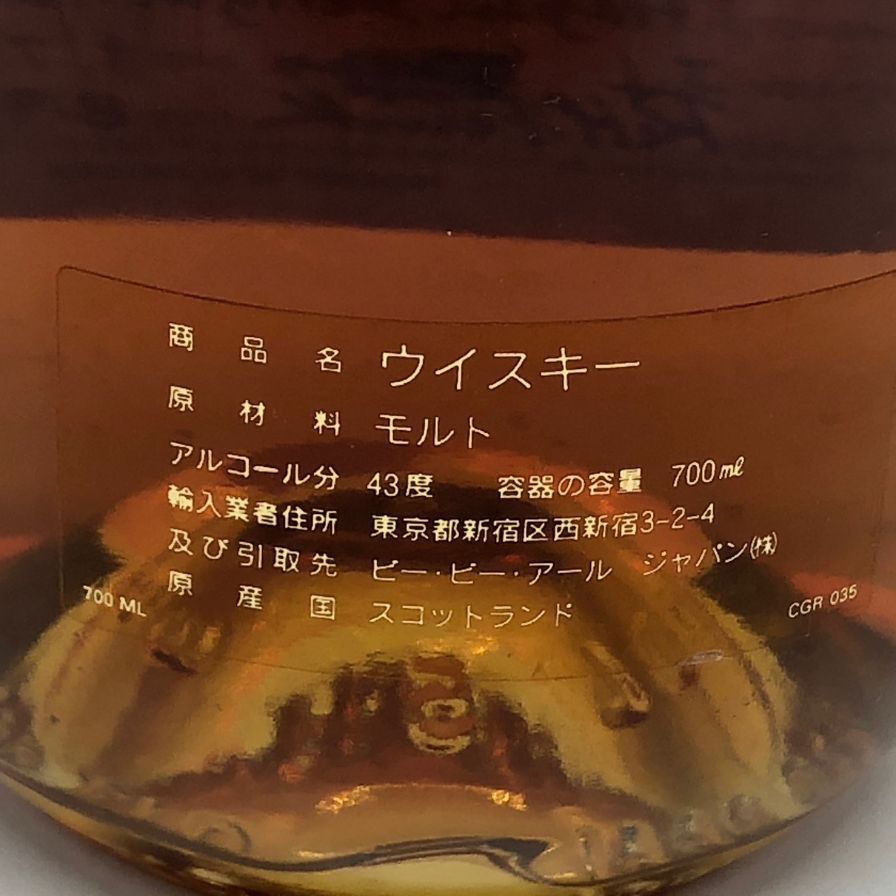 商品名 ウイスキー
原材料 モルト
アルコール分 43度 容器の容量 700ml
輸入業者住所 東京都新宿区西新宿3-2-4
及び引取先 ビー・ビー・アール ジャパン(株)
原産国 スコットランド
700 ML
CGR 035